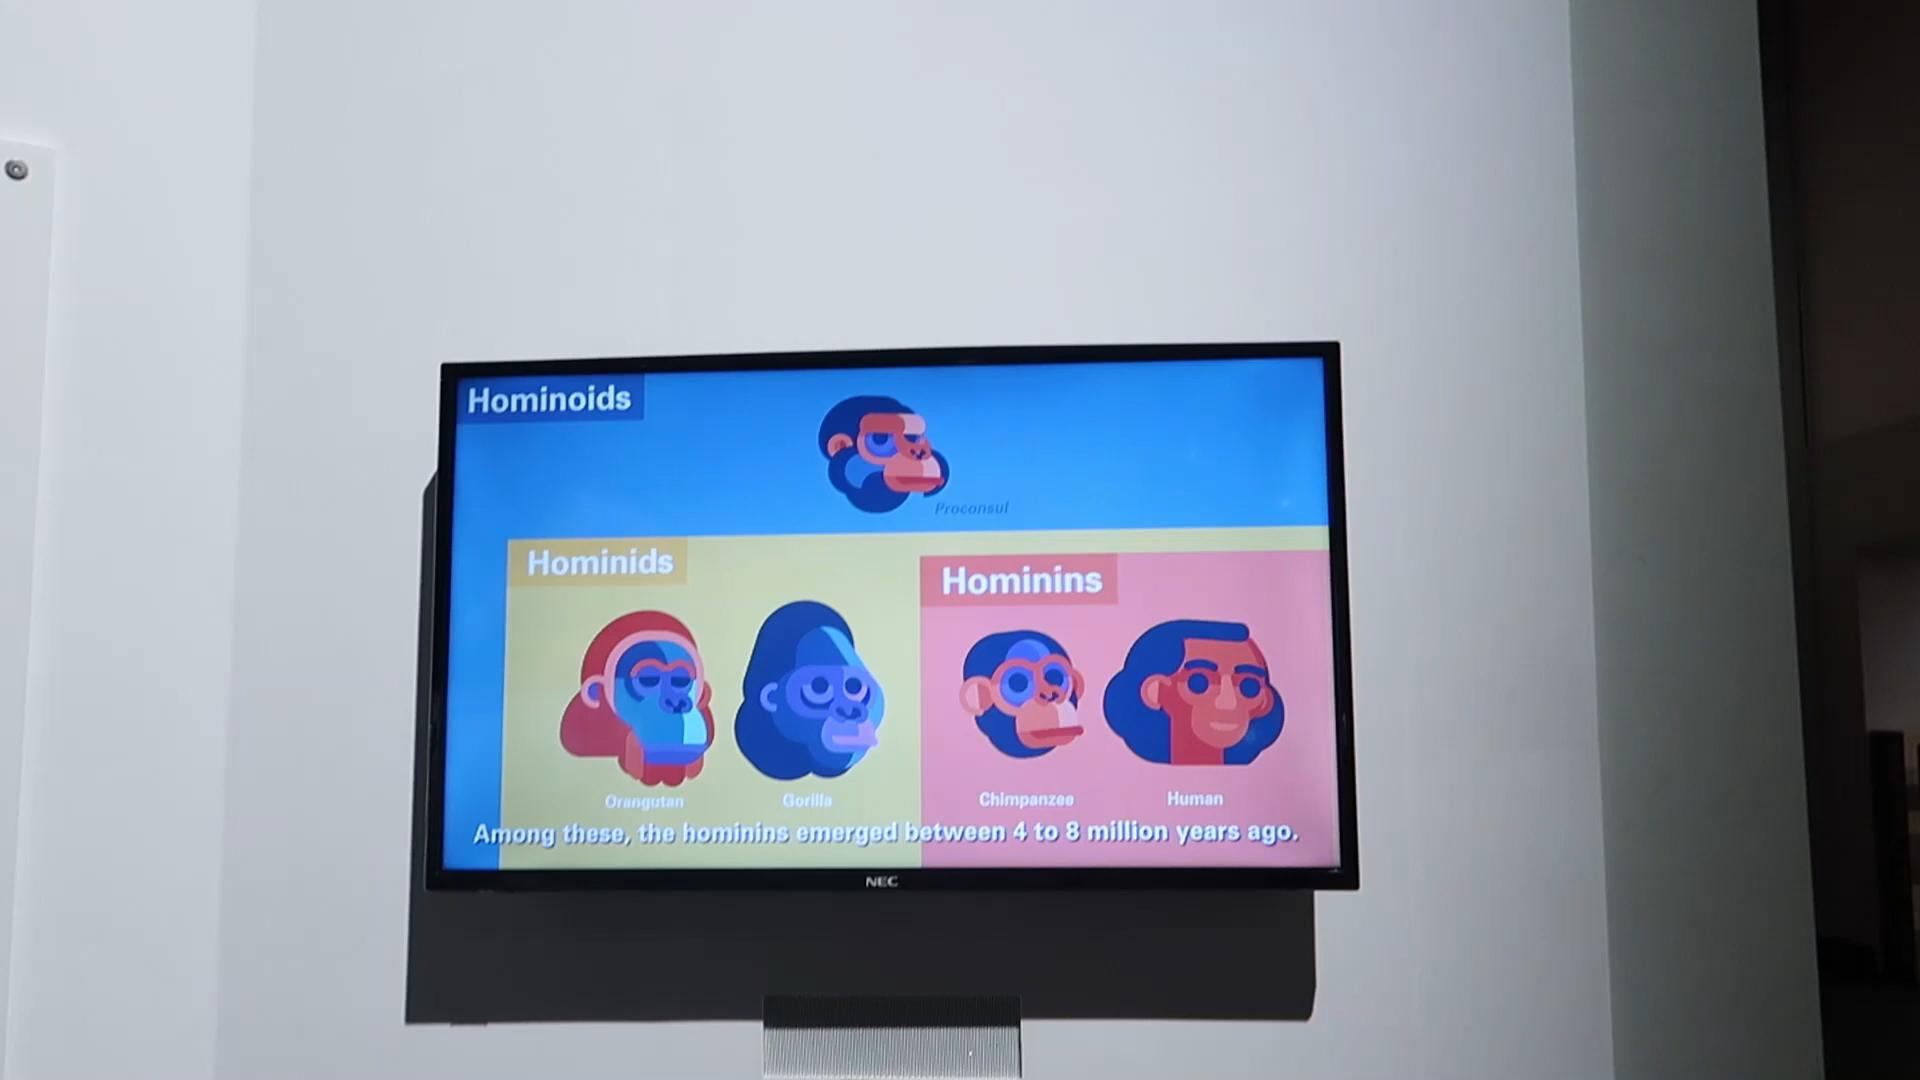 Hominoids
Proconsul
Hominids
Hominins
Orangutan
Gorilla
Chimpanzee
Human
Among these, the hominins emerged between 4 to 8 million years ago.
NEC